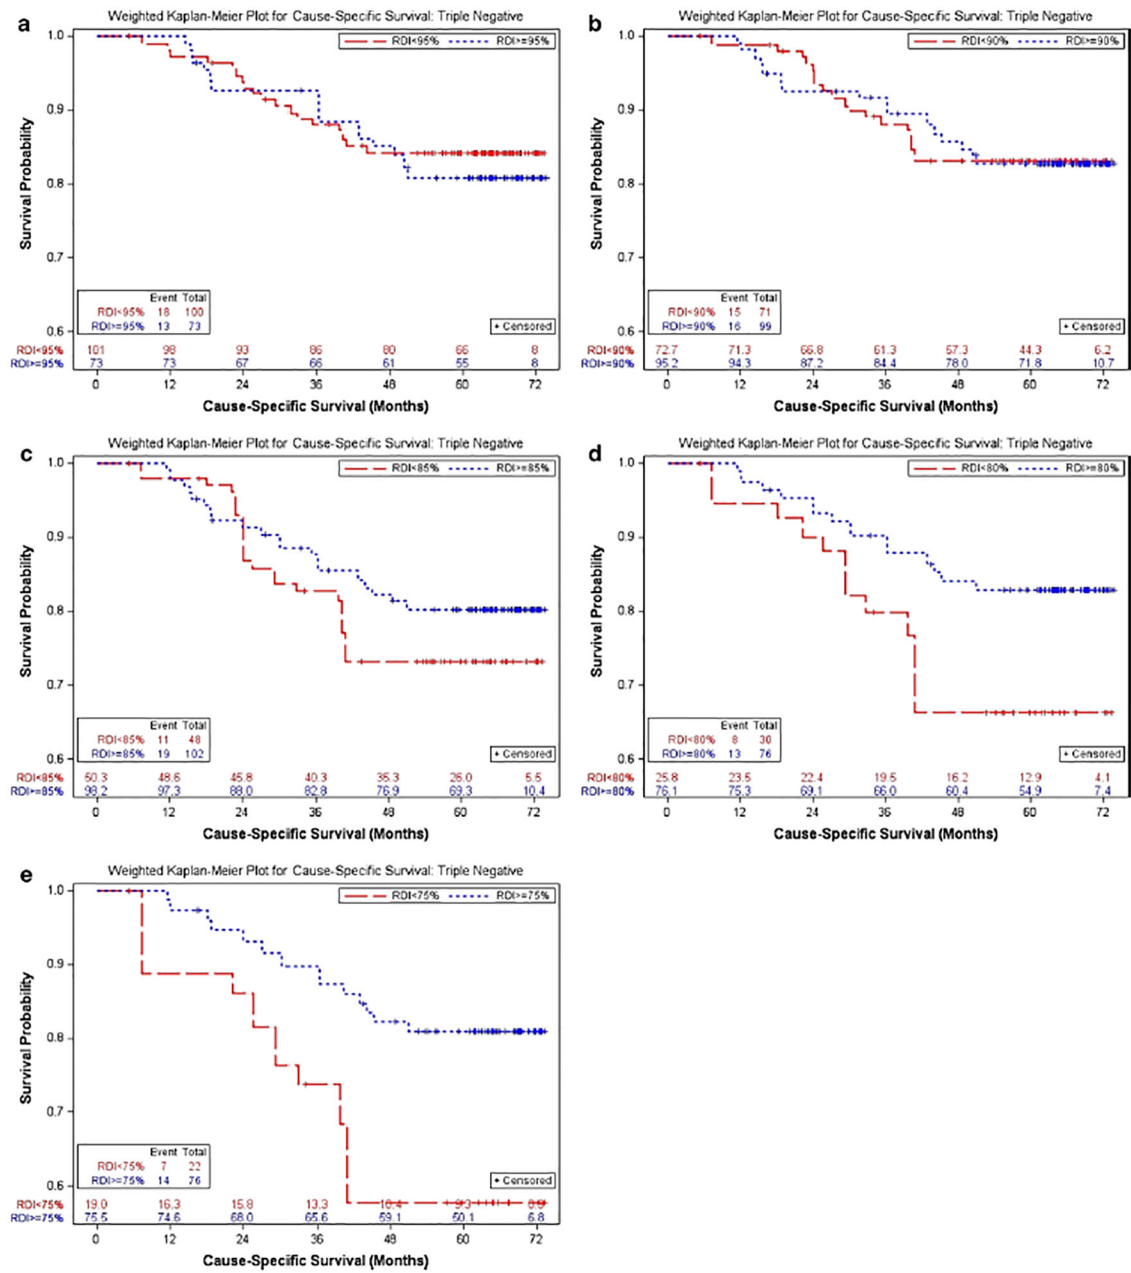 a
Weighted Kaplan-Meier Plot for Cause-Specific Survival: Triple Negative
RDI<95% RDI>=95%
1.0
0.9
0.8
0.7
0.6
Survival Probability
Event Total
RDI<95% 18 100
RDI>=95% 13 73
+ Censored
RDI<95% 101 98 93 86 80 66 8
RDI>=95% 73 73 67 66 61 55 8
0 12 24 36 48 60 72
Cause-Specific Survival (Months)
b
Weighted Kaplan-Meier Plot for Cause-Specific Survival: Triple Negative
RDI<90% RDI>=90%
1.0
0.9
0.8
0.7
0.6
Survival Probability
Event Total
RDI<90% 15 71
RDI>=90% 16 99
+ Censored
RDI<90% 72.7 71.3 66.8 61.3 57.3 44.3 6.2
RDI>=90% 95.2 94.3 87.2 84.4 78.0 71.8 10.7
0 12 24 36 48 60 72
Cause-Specific Survival (Months)
c
Weighted Kaplan-Meier Plot for Cause-Specific Survival: Triple Negative
RDI<85% RDI>=85%
1.0
0.9
0.8
0.7
0.6
Survival Probability
Event Total
RDI<85% 11 48
RDI>=85% 19 102
+ Censored
RDI<85% 50.3 48.6 45.8 40.3 35.3 26.0 5.5
RDI>=85% 98.2 97.3 88.0 82.8 76.9 69.3 10.4
0 12 24 36 48 60 72
Cause-Specific Survival (Months)
d
Weighted Kaplan-Meier Plot for Cause-Specific Survival: Triple Negative
RDI<80% RDI>=80%
1.0
0.9
0.8
0.7
0.6
Survival Probability
Event Total
RDI<80% 8 30
RDI>=80% 13 76
+ Censored
RDI<80% 25.8 23.5 22.4 19.5 16.2 12.9 4.1
RDI>=80% 76.1 75.3 69.1 66.0 60.4 54.9 7.4
0 12 24 36 48 60 72
Cause-Specific Survival (Months)
e
Weighted Kaplan-Meier Plot for Cause-Specific Survival: Triple Negative
RDI<75% RDI>=75%
1.0
0.9
0.8
0.7
0.6
Survival Probability
Event Total
RDI<75% 7 22
RDI>=75% 14 76
+ Censored
RDI<75% 19.0 16.3 15.8 13.3 10.4 9.3
RDI>=75% 75.5 74.6 68.0 65.6 59.1 50.1 6.8
0 12 24 36 48 60 72
Cause-Specific Survival (Months)